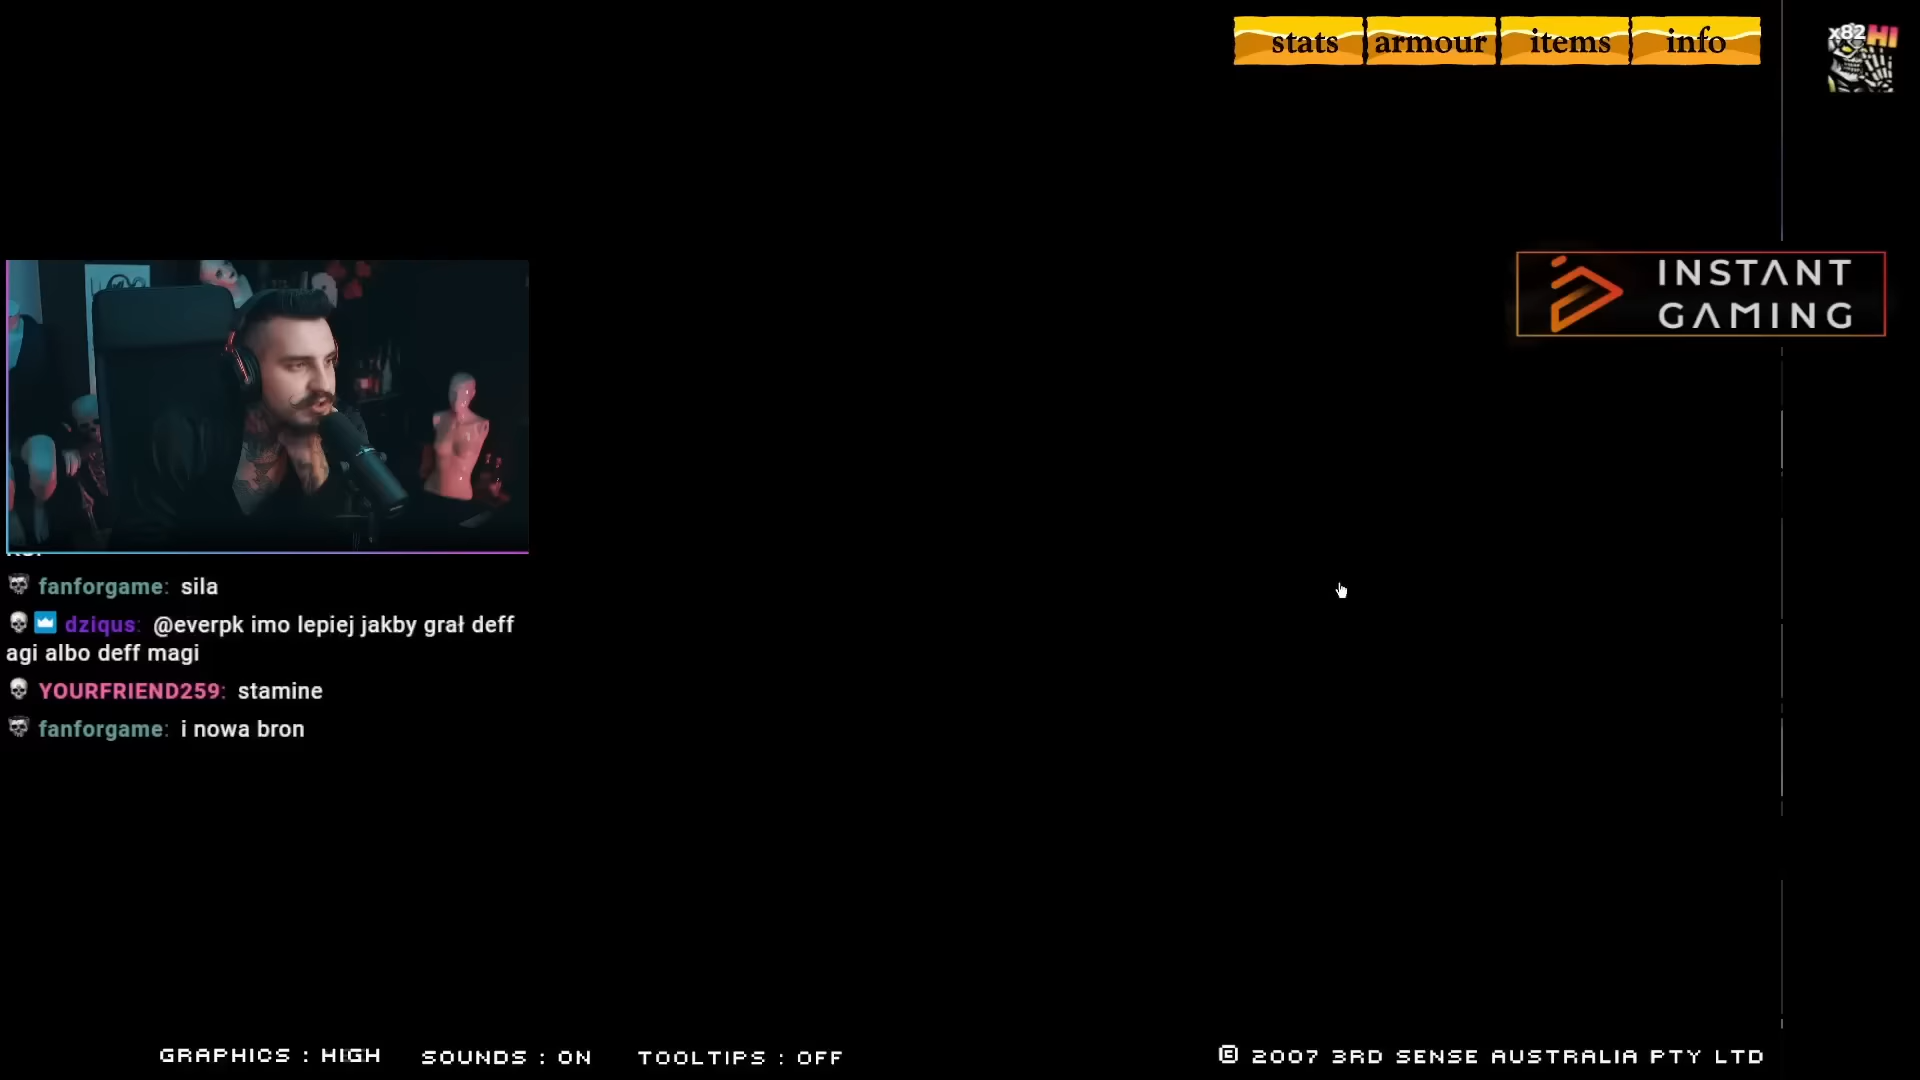 stats armour items info
x82 HI
INSTANT
GAMING
fanforgame: sila
dziqus: @everpk imo lepiej jakby grał deff
agi albo deff magi
YOURFRIEND259: stamine
fanforgame: i nowa bron
GRAPHICS : HIGH SOUNDS : ON TOOLTIPS : OFF © 2007 3RD SENSE AUSTRALIA PTY LTD